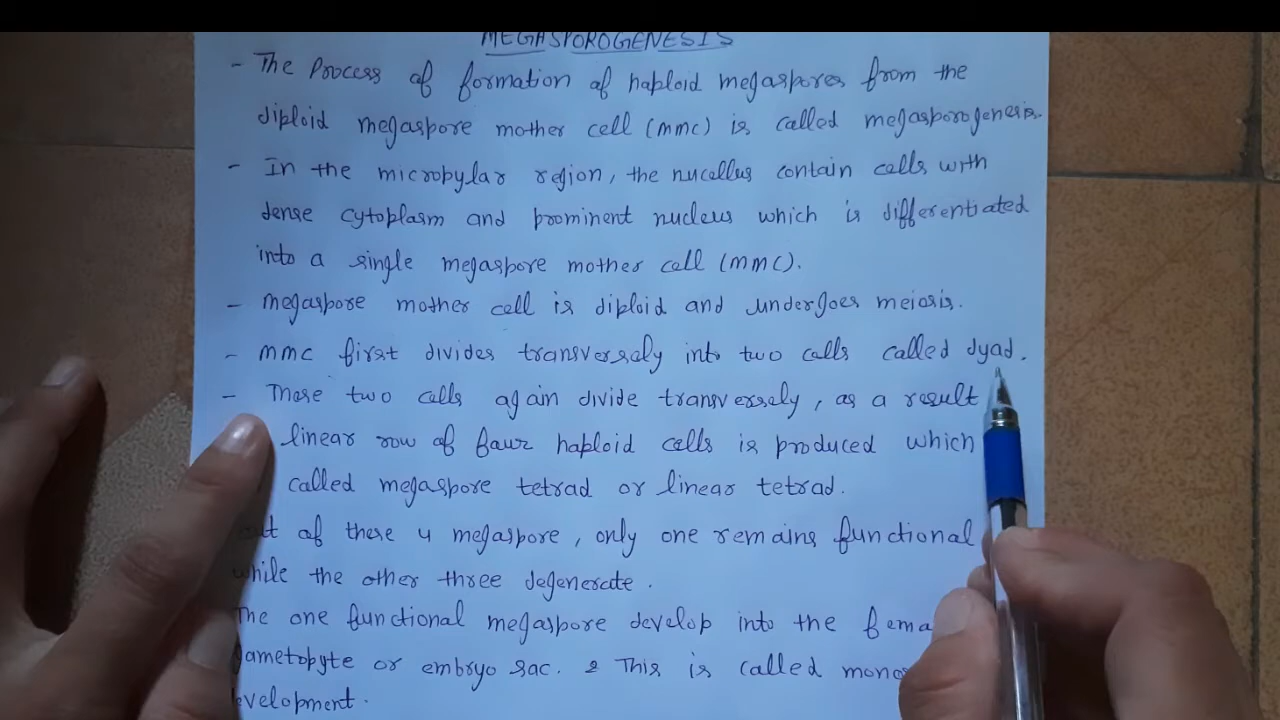 MEGASPOROGENESIS
- The Process of formation of haploid megaspores from the
diploid megaspore mother cell (mmc) is called megasporogenesis.
- In the micropylar region, the nucellus contain cells with
dense cytoplasm and prominent nucleus which is differentiated
into a single megaspore mother cell (mmc).
- megaspore mother cell is diploid and undergoes meiosis.
- mmc first divides transversely into two cells called dyad.
- These two cells again divide transversely, as a result
linear row of four haploid cells is produced which
called megaspore tetrad or linear tetrad.
of these 4 megaspore, only one remains functional
while the other three degenerate.
The one functional megaspore develop into the
gametopyte or embryo sac. & This is called